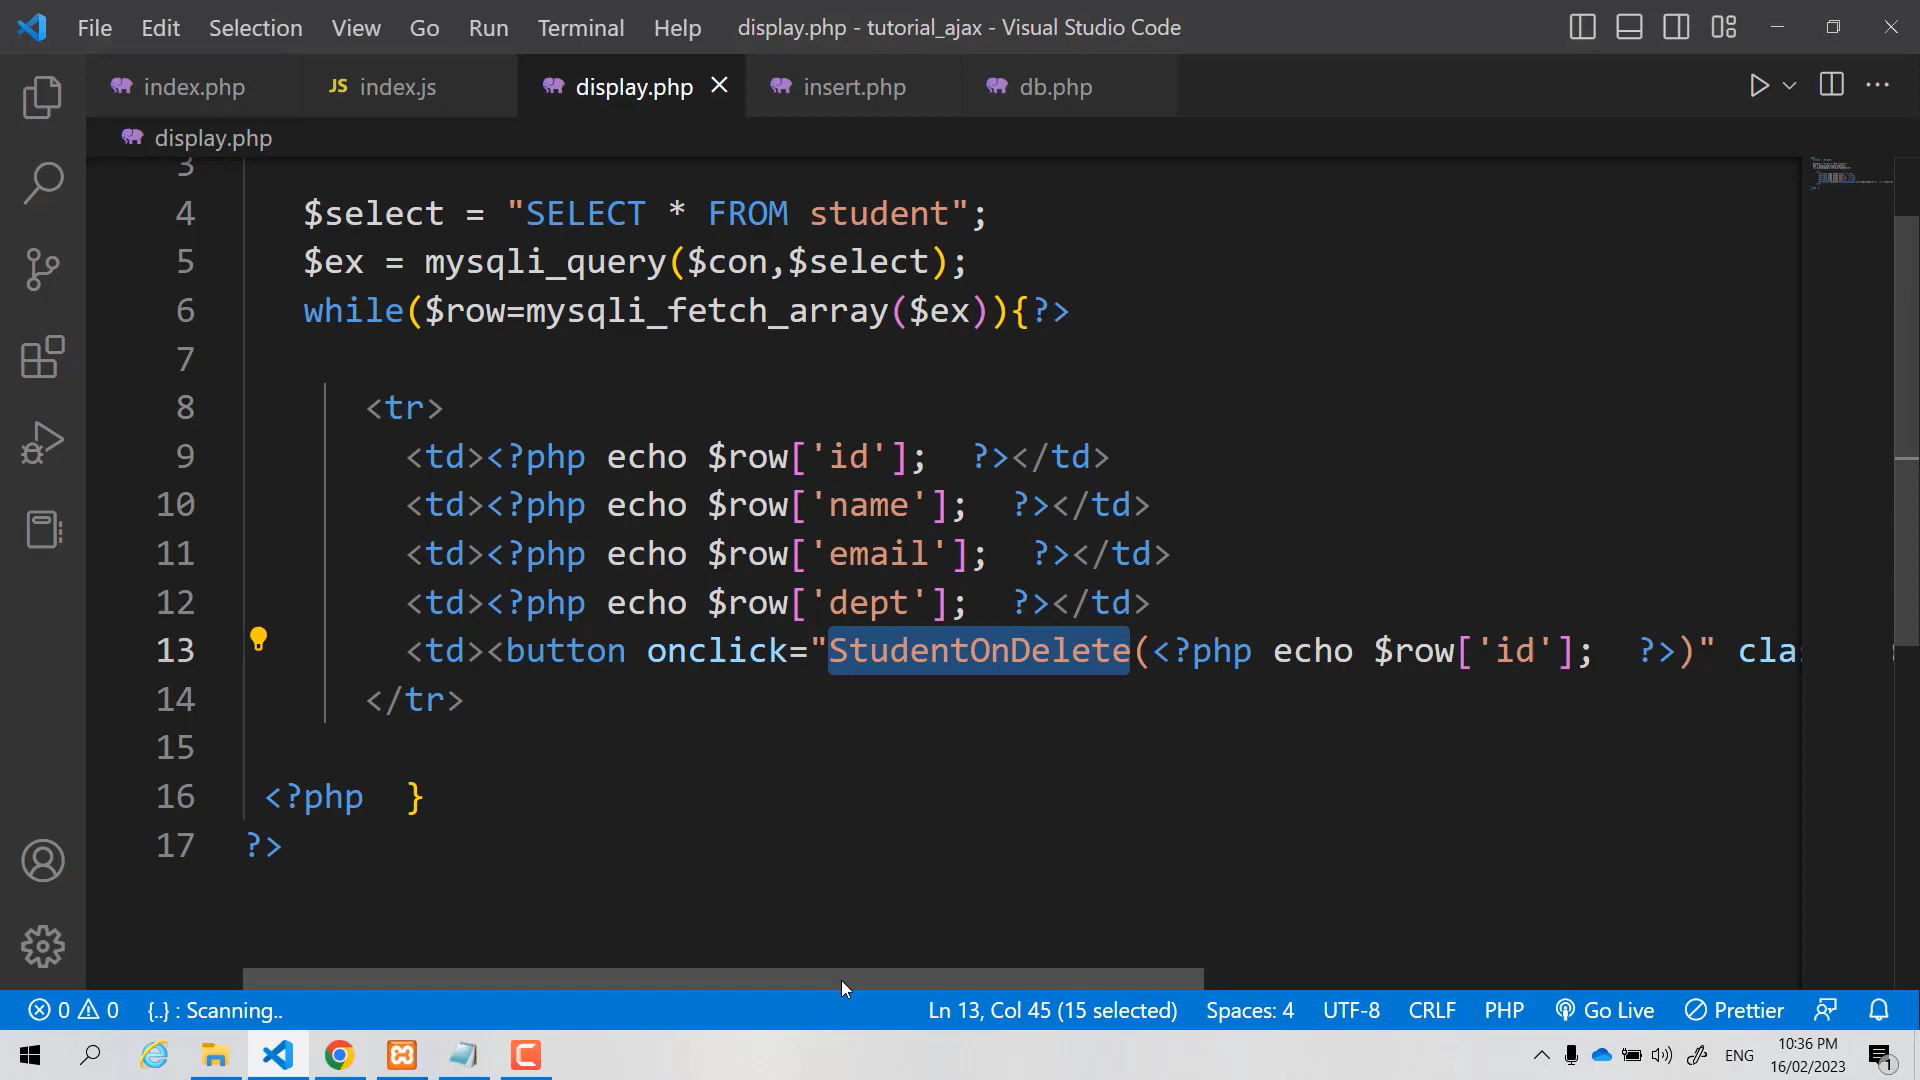 File Edit Selection View Go Run Terminal Help display.php - tutorial_ajax - Visual Studio Code
index.php JS index.js display.php insert.php db.php
display.php
3
4 $select = "SELECT * FROM student";
5 $ex = mysqli_query($con,$select);
6 while($row=mysqli_fetch_array($ex)){?>
7
8 <tr>
9 <td><?php echo $row['id']; ?></td>
10 <td><?php echo $row['name']; ?></td>
11 <td><?php echo $row['email']; ?></td>
12 <td><?php echo $row['dept']; ?></td>
13 <td><button onclick="StudentOnDelete(<?php echo $row['id']; ?>)" clas
14 </tr>
15
16 <?php }
17 ?>
0 0 {..} : Scanning.. Ln 13, Col 45 (15 selected) Spaces: 4 UTF-8 CRLF PHP Go Live Prettier
ENG 10:36 PM
16/02/2023 1